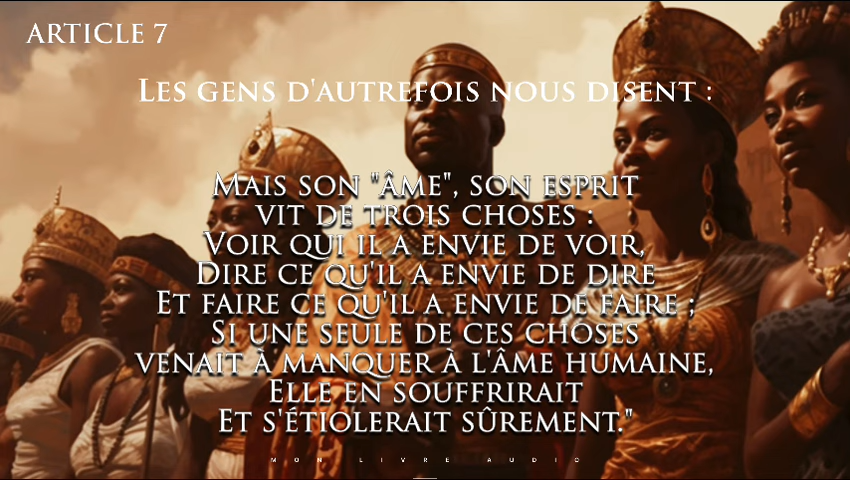 ARTICLE 7
LES GENS D'AUTREFOIS NOUS DISENT :
MAIS SON "ÂME", SON ESPRIT
VIT DE TROIS CHOSES :
VOIR QUI IL A ENVIE DE VOIR,
DIRE CE QU'IL A ENVIE DE DIRE
ET FAIRE CE QU'IL A ENVIE DE FAIRE ;
SI UNE SEULE DE CES CHOSES
VENAIT À MANQUER À L'ÂME HUMAINE,
ELLE EN SOUFFRIRAIT
ET S'ÉTIOLERAIT SÛREMENT."
MON LIVRE AUDIO